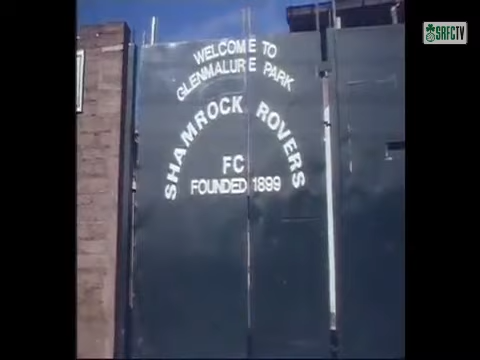 WELCOME TO
GLENMALURE PARK
SHAMROCK ROVERS
FC
FOUNDED 1899
SRFCTV